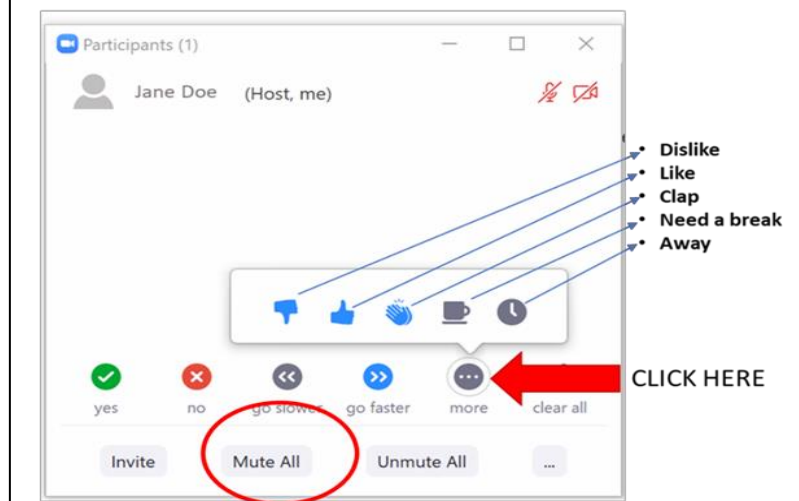 Participants (1)
Jane Doe (Host, me)
• Dislike
• Like
• Clap
• Need a break
• Away
CLICK HERE
yes no go slower go faster more clear all
Invite Mute All Unmute All ...